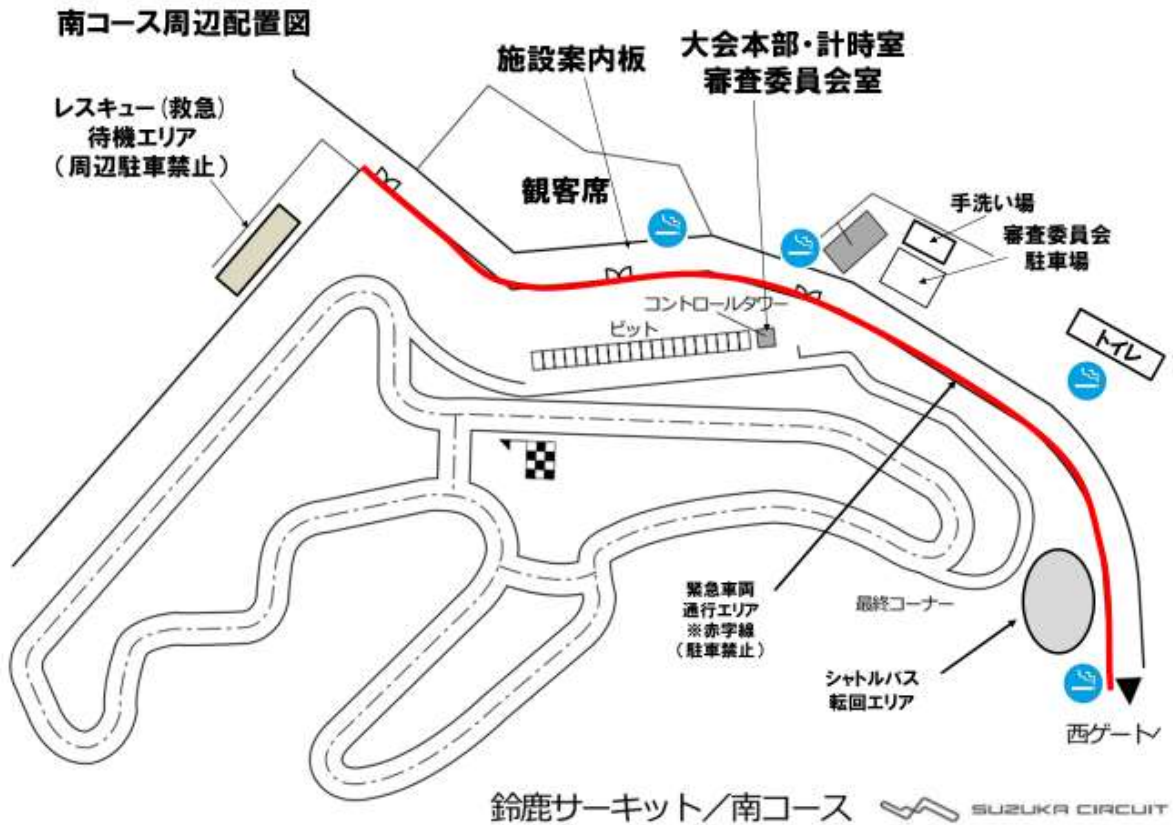 南コース周辺配置図
大会本部・計時室
審査委員会室
施設案内板
レスキュー（救急）
待機エリア
（周辺駐車禁止）
観客席
手洗い場
審査委員会
駐車場
コントロールタワー
ピット
トイレ
緊急車両
通行エリア
※赤字線
（駐車禁止）
最終コーナー
シャトルバス
転回エリア
西ゲート
鈴鹿サーキット／南コース
SUZUKA CIRCUIT